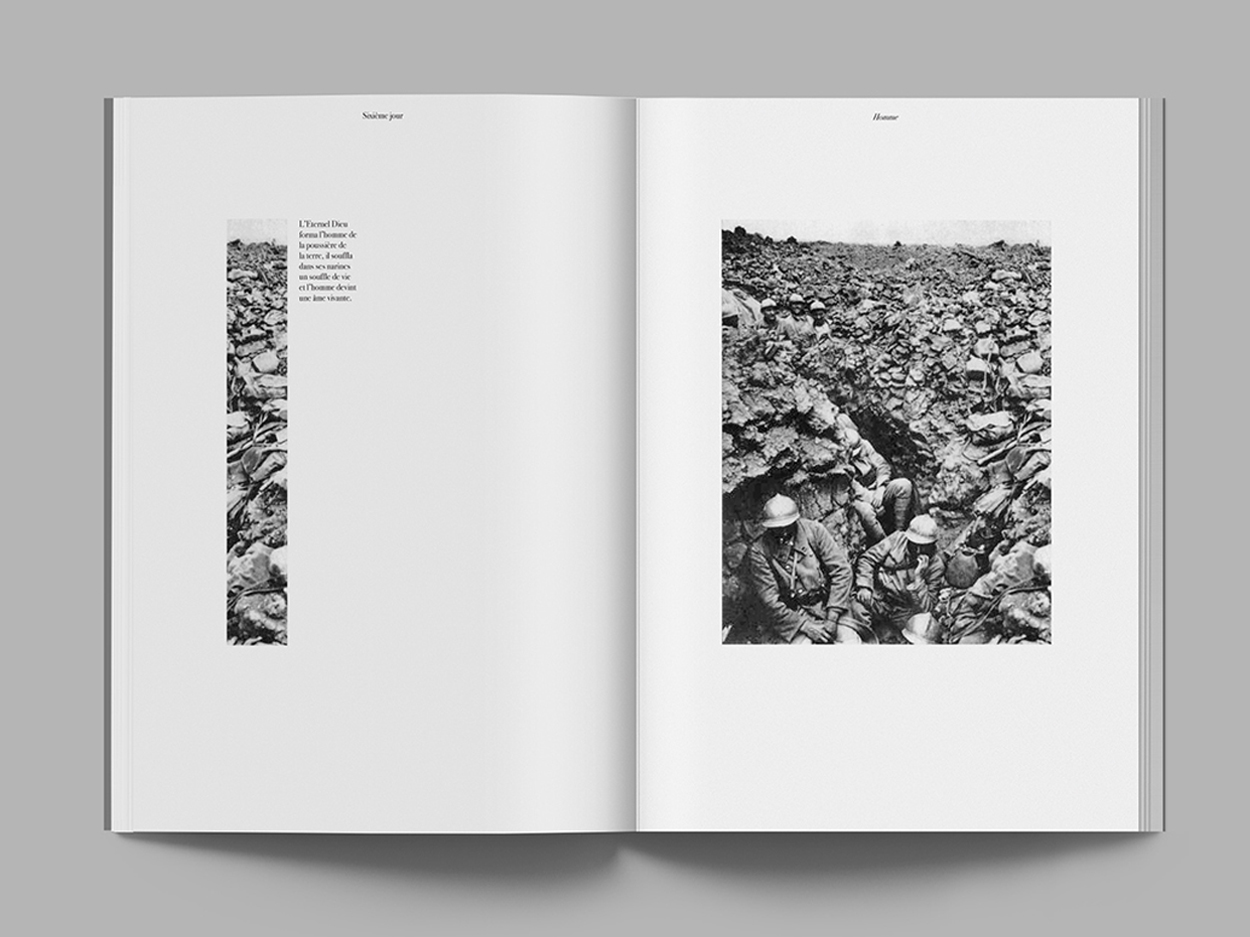 Sixième jour
L'Eternel Dieu
forma l'homme de
la poussière de
la terre, il souffla
dans ses narines
un souffle de vie
et l'homme devint
une âme vivante.
Homme